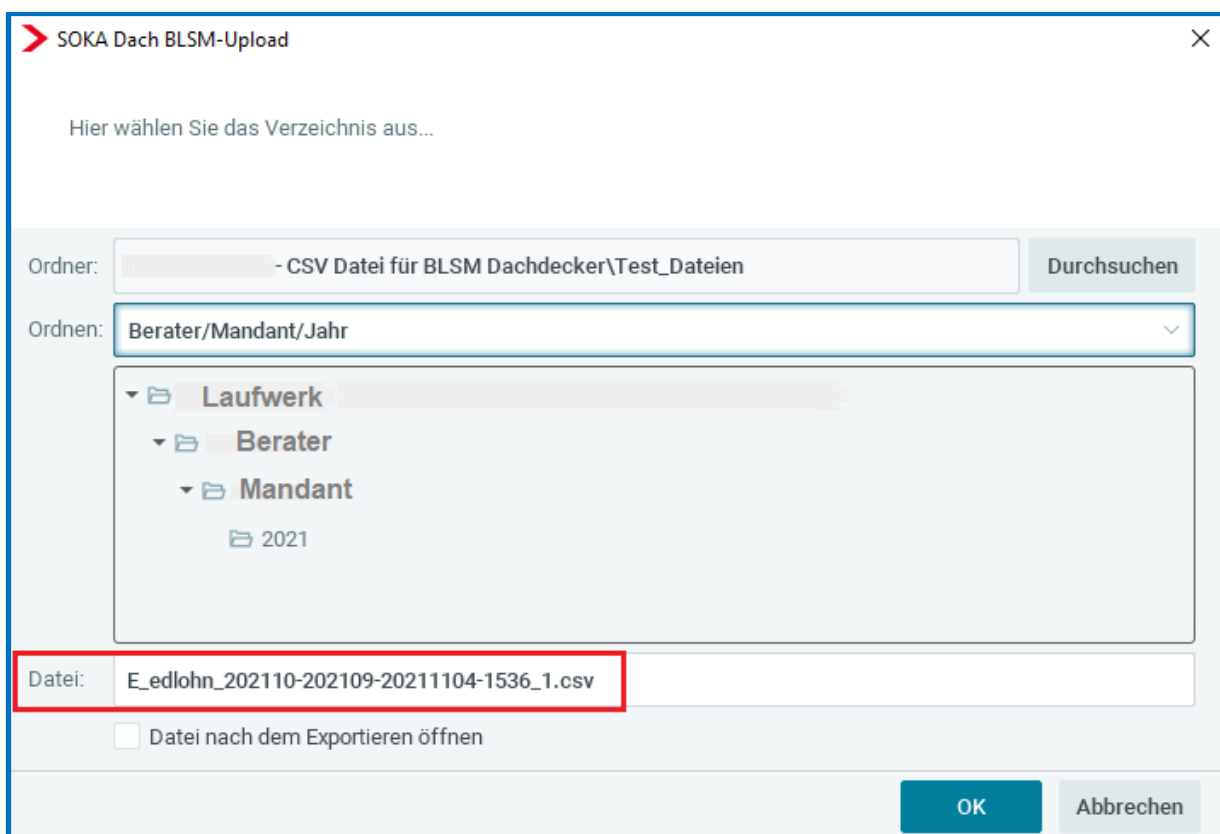 SOKA Dach BLSM-Upload
Hier wählen Sie das Verzeichnis aus...
Ordner: - CSV Datei für BLSM Dachdecker\Test_Dateien Durchsuchen
Ordnen: Berater/Mandant/Jahr
Laufwerk
Berater
Mandant
2021
Datei: E_edlohn_202110-202109-20211104-1536_1.csv
Datei nach dem Exportieren öffnen
OK Abbrechen